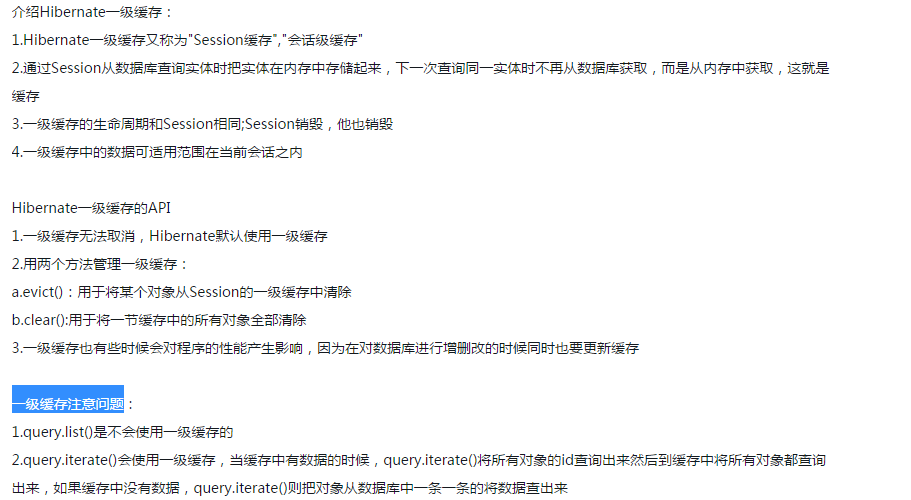 介绍Hibernate一级缓存：
1.Hibernate一级缓存又称为"Session缓存","会话级缓存"
2.通过Session从数据库查询实体时把实体在内存中存储起来，下一次查询同一实体时不再从数据库获取，而是从内存中获取，这就是
缓存
3.一级缓存的生命周期和Session相同;Session销毁，他也销毁
4.一级缓存中的数据可适用范围在当前会话之内
Hibernate一级缓存的API
1.一级缓存无法取消，Hibernate默认使用一级缓存
2.用两个方法管理一级缓存：
a.evict()：用于将某个对象从Session的一级缓存中清除
b.clear():用于将一节缓存中的所有对象全部清除
3.一级缓存也有些时候会对程序的性能产生影响，因为在对数据库进行增删改的时候同时也要更新缓存
一级缓存注意问题：
1.query.list()是不会使用一级缓存的
2.query.iterate()会使用一级缓存，当缓存中有数据的时候，query.iterate()将所有对象的id查询出来然后到缓存中将所有对象都查询
出来，如果缓存中没有数据，query.iterate()则把对象从数据库中一条一条的将数据查出来